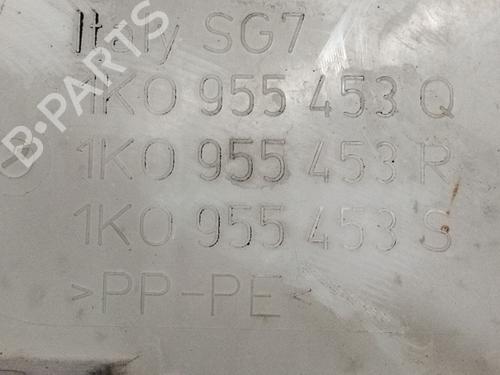 Italy SG7
1K0 955 453 Q
1K0 955 453 R
1K0 955 453 S
>PP-PE<
B-PARTS